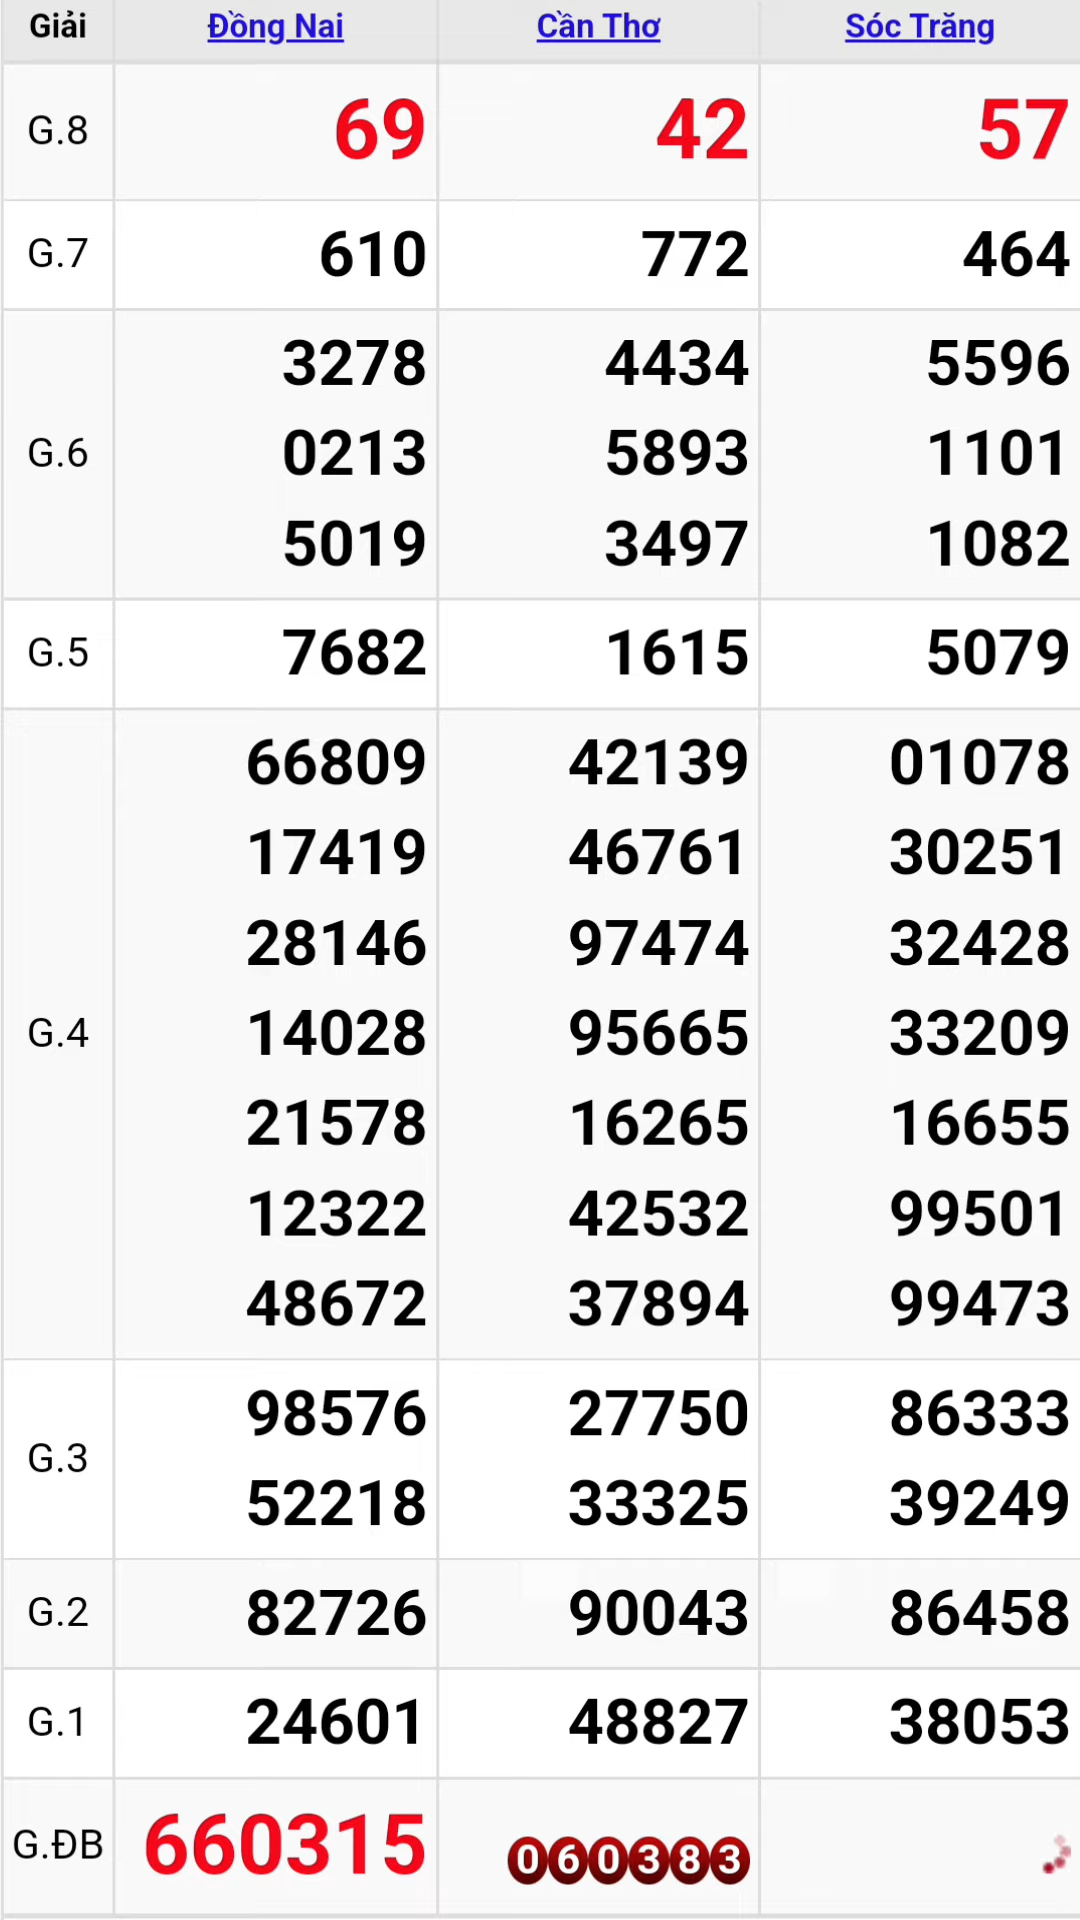 Giải Đồng Nai Cần Thơ Sóc Trăng
G.8 69 42 57
G.7 610 772 464
3278 4434 5596
G.6 0213 5893 1101
5019 3497 1082
G.5 7682 1615 5079
66809 42139 01078
17419 46761 30251
28146 97474 32428
G.4 14028 95665 33209
21578 16265 16655
12322 42532 99501
48672 37894 99473
G.3 98576 27750 86333
52218 33325 39249
G.2 82726 90043 86458
G.1 24601 48827 38053
G.ĐB 660315 060383